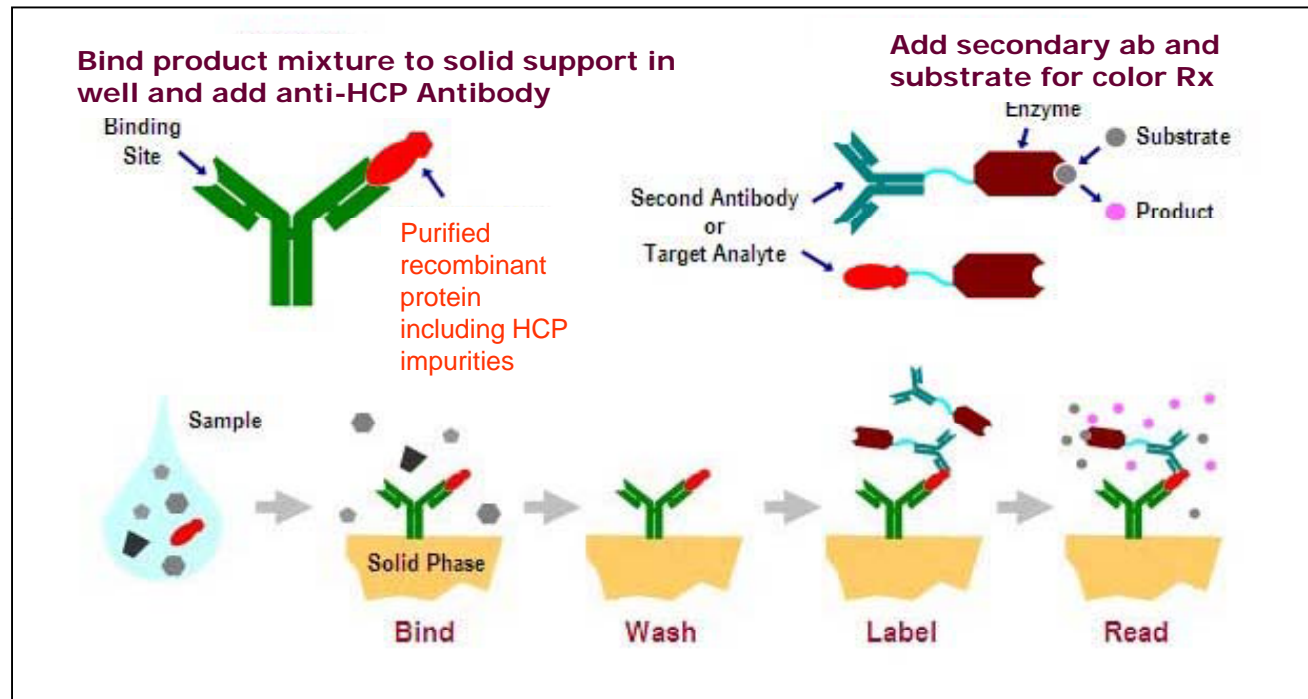 Bind product mixture to solid support in
well and add anti-HCP Antibody
Add secondary ab and
substrate for color Rx
Binding
Site
Purified
recombinant
protein
including HCP
impurities
Enzyme
Substrate
Product
Second Antibody
or
Target Analyte
Sample
Solid Phase
Bind
Wash
Label
Read